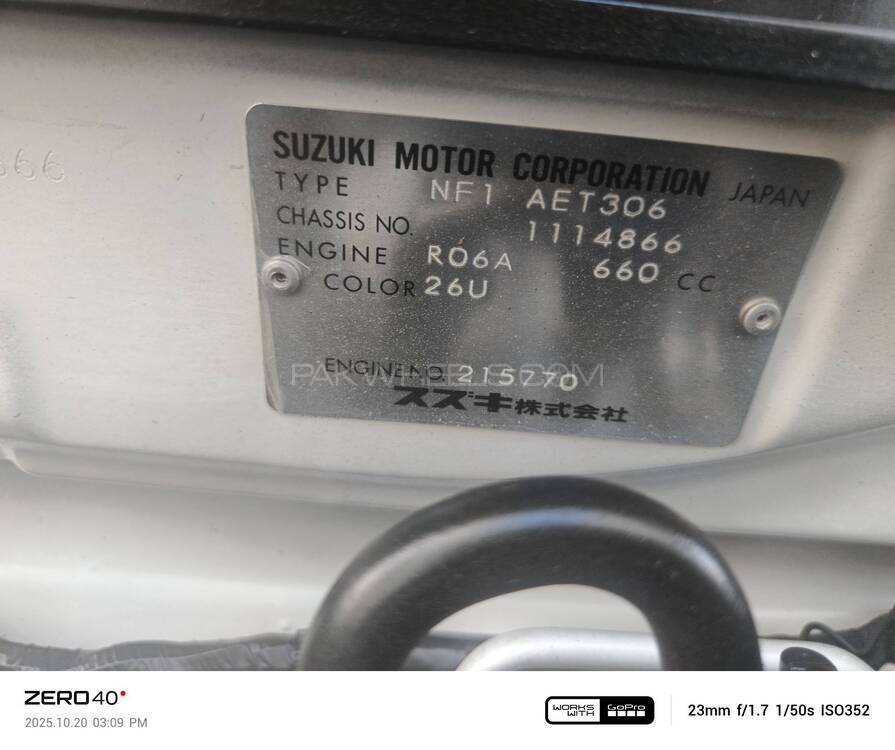 866
SUZUKI MOTOR CORPORATION JAPAN
TYPE NF1 AET306
CHASSIS NO. 1114866
ENGINE R06A 660 CC
COLOR 26U
ENGINE NO. 215770
PAKWHEELS.COM
スズキ株式会社
ZERO40
2025.10.20 03:09 PM
WORKS WITH GoPro
23mm f/1.7 1/50s ISO352